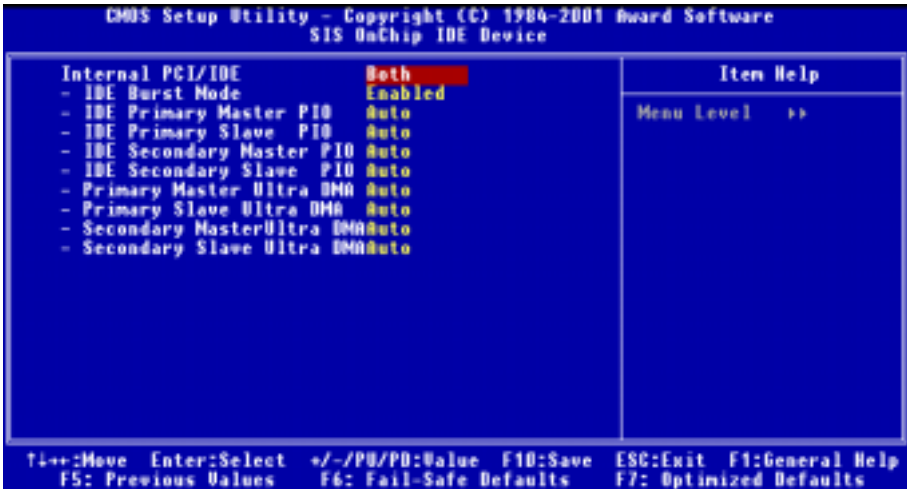 CMOS Setup Utility - Copyright (C) 1984-2001 Award Software
SIS OnChip IDE Device
Internal PCI/IDE Both
- IDE Burst Mode Enabled
- IDE Primary Master PIO Auto
- IDE Primary Slave PIO Auto
- IDE Secondary Master PIO Auto
- IDE Secondary Slave PIO Auto
- Primary Master Ultra DMA Auto
- Primary Slave Ultra DMA Auto
- Secondary MasterUltra DMAAuto
- Secondary Slave Ultra DMAAuto
Item Help
Menu Level ▸▸
↑↓→←:Move Enter:Select +/-/PU/PD:Value F10:Save ESC:Exit F1:General Help
F5: Previous Values F6: Fail-Safe Defaults F7: Optimized Defaults